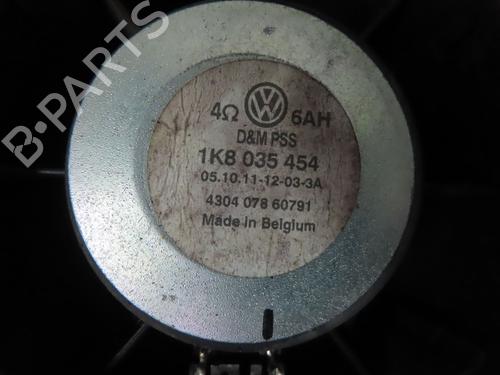 4Ω VW 6AH
D&M PSS
1K8 035 454
05.10.11-12-03-3A
4304 078 60791
Made in Belgium
B-PARTS